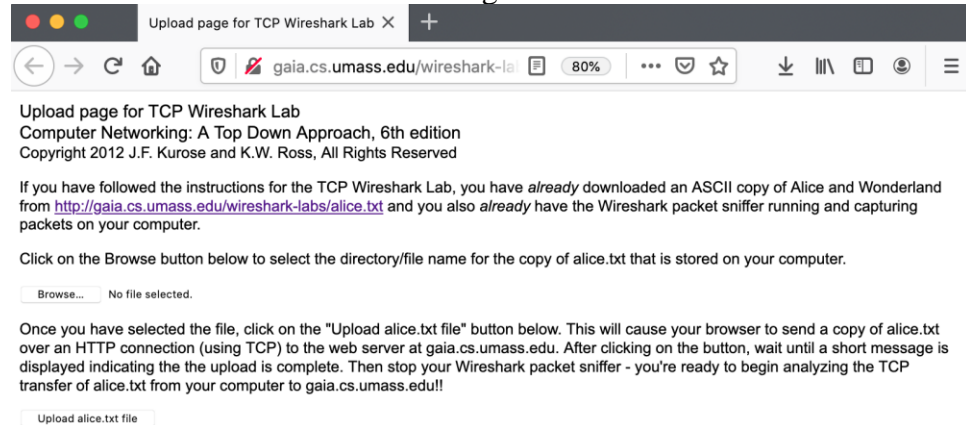 Upload page for TCP Wireshark Lab
gaia.cs.umass.edu/wireshark-la 80%
Upload page for TCP Wireshark Lab
Computer Networking: A Top Down Approach, 6th edition
Copyright 2012 J.F. Kurose and K.W. Ross, All Rights Reserved
If you have followed the instructions for the TCP Wireshark Lab, you have already downloaded an ASCII copy of Alice and Wonderland
from http://gaia.cs.umass.edu/wireshark-labs/alice.txt and you also already have the Wireshark packet sniffer running and capturing
packets on your computer.
Click on the Browse button below to select the directory/file name for the copy of alice.txt that is stored on your computer.
Browse... No file selected.
Once you have selected the file, click on the "Upload alice.txt file" button below. This will cause your browser to send a copy of alice.txt
over an HTTP connection (using TCP) to the web server at gaia.cs.umass.edu. After clicking on the button, wait until a short message is
displayed indicating the the upload is complete. Then stop your Wireshark packet sniffer - you're ready to begin analyzing the TCP
transfer of alice.txt from your computer to gaia.cs.umass.edu!!
Upload alice.txt file